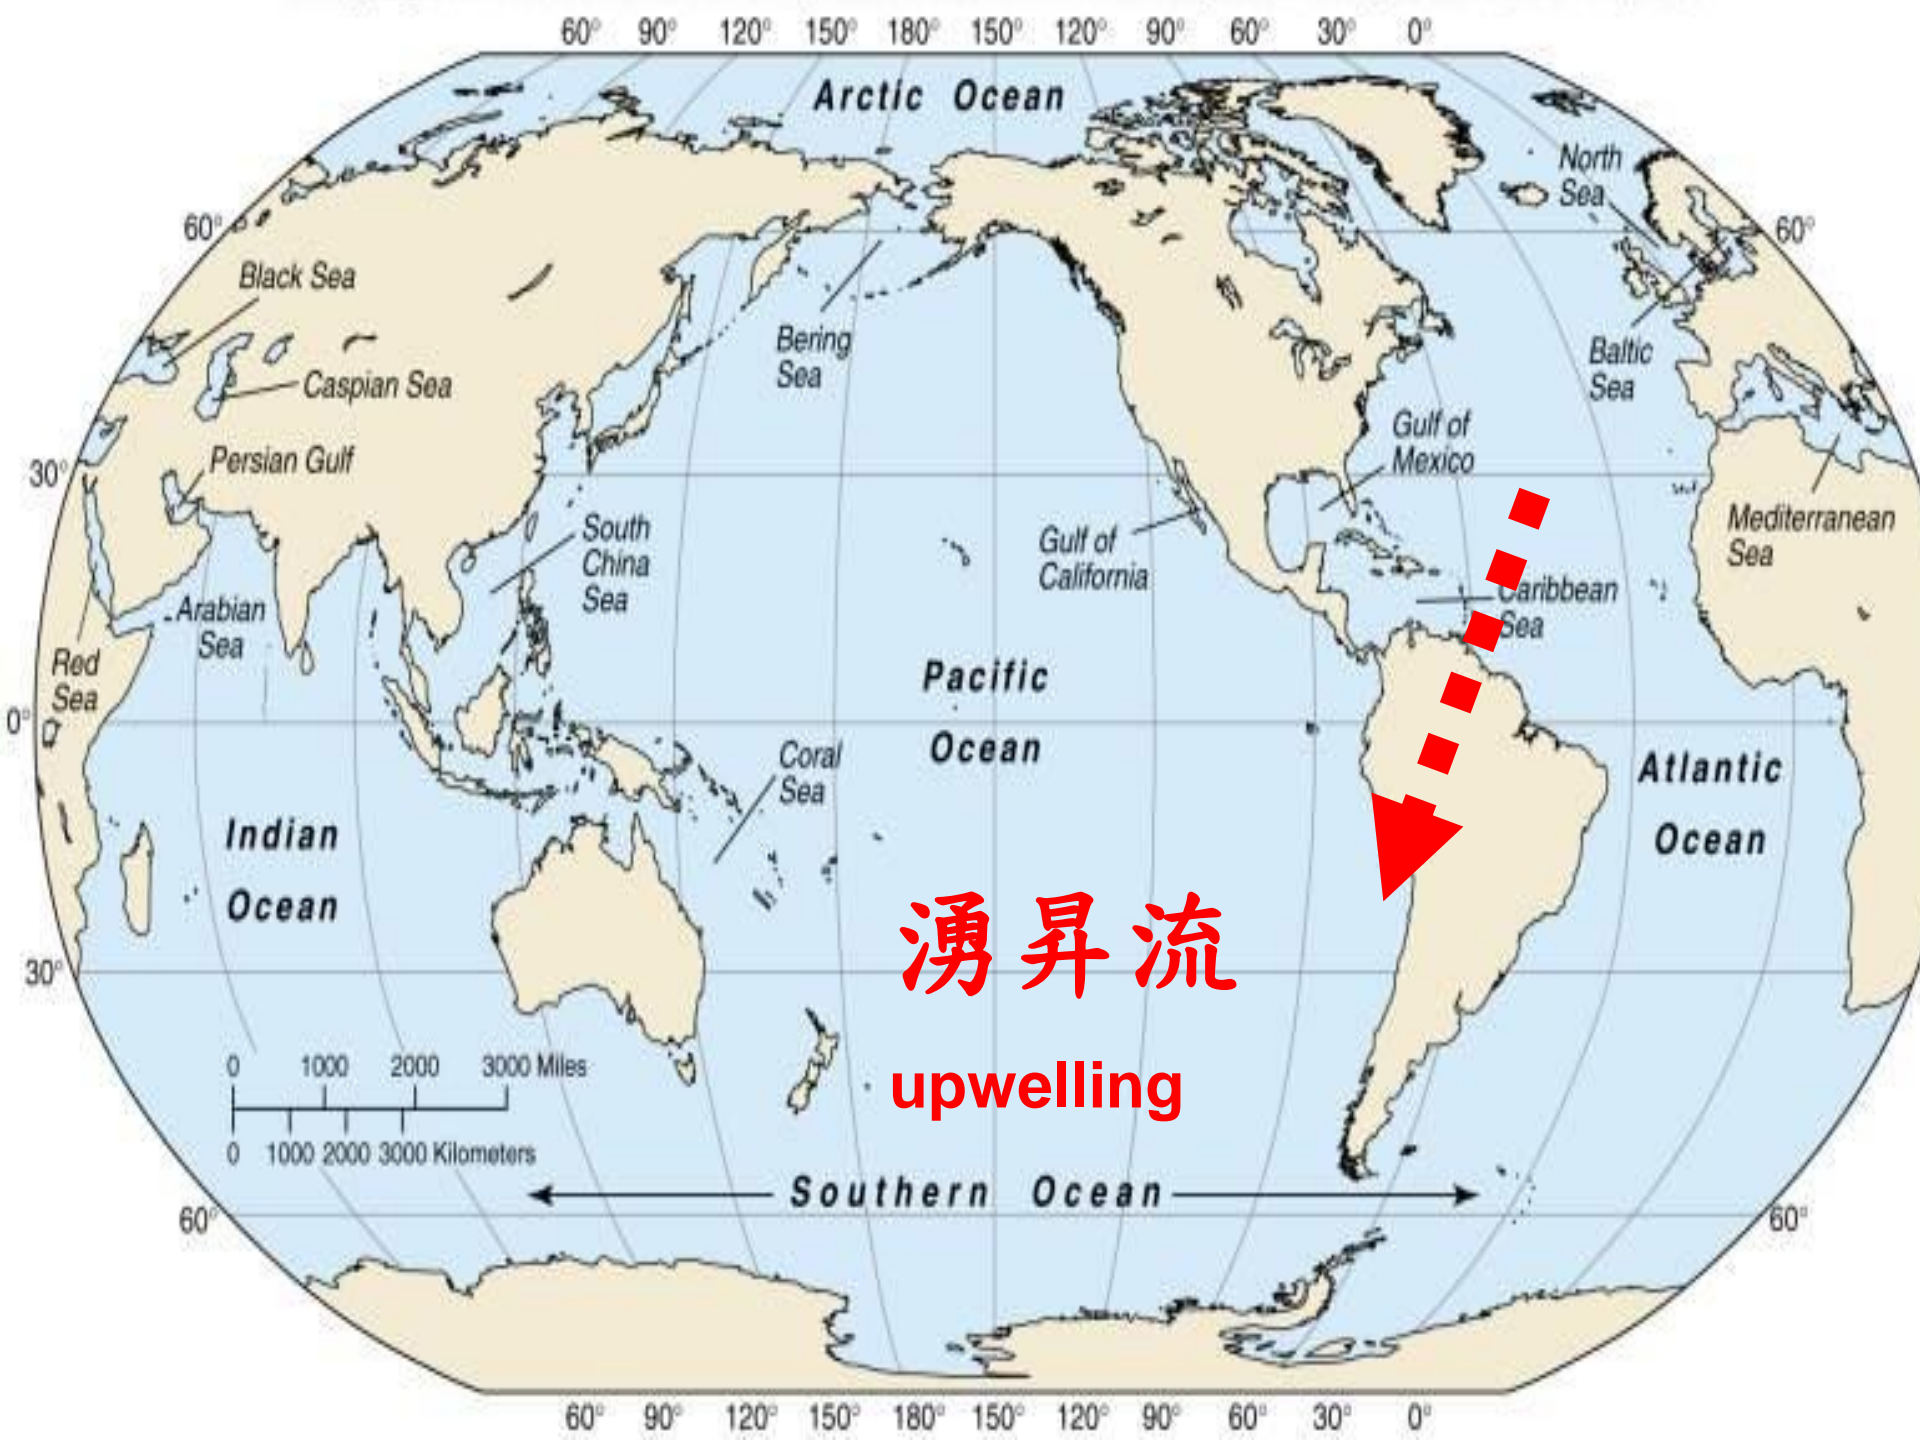 60° 90° 120° 150° 180° 150° 120° 90° 60° 30° 0°
Arctic Ocean
North
Sea
60°
60°
Black Sea
Bering
Sea
Baltic
Sea
Caspian Sea
Gulf of
Mexico
30°
Persian Gulf
South
China
Sea
Gulf of
California
Mediterranean
Sea
Arabian
Sea
Caribbean
Sea
Red
Sea
Pacific
Ocean
0°
Coral
Sea
Atlantic
Ocean
Indian
Ocean
湧昇流
30°
upwelling
0 1000 2000 3000 Miles
0 1000 2000 3000 Kilometers
Southern Ocean
60°
60°
60° 90° 120° 150° 180° 150° 120° 90° 60° 30° 0°